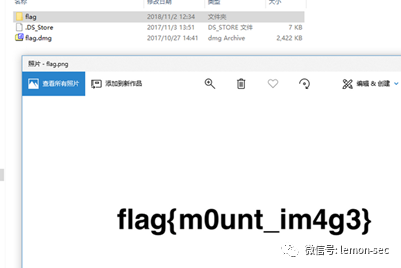 名称 修改日期 类型 大小
flag 2018/11/2 12:34 文件夹
.DS_Store 2017/11/3 13:51 DS_STORE 文件 7 KB
flag.dmg 2017/10/27 14:41 dmg Archive 2,422 KB
照片 - flag.png
查看所有照片 添加到新作品 编辑 & 创建
flag{m0unt_im4g3}
微信号: lemon-sec